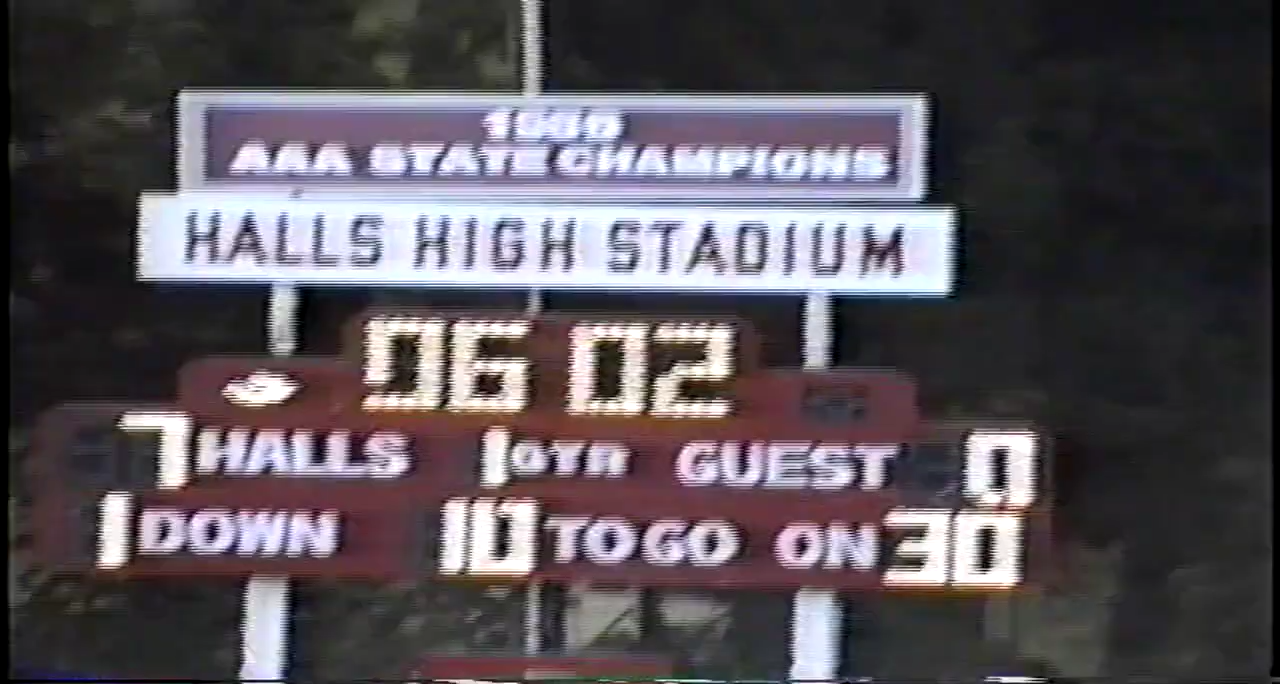 AAA STATE CHAMPIONS
HALLS HIGH STADIUM
06 02
7 HALLS 1 QTR GUEST 0
1 DOWN 10 TO GO ON 30